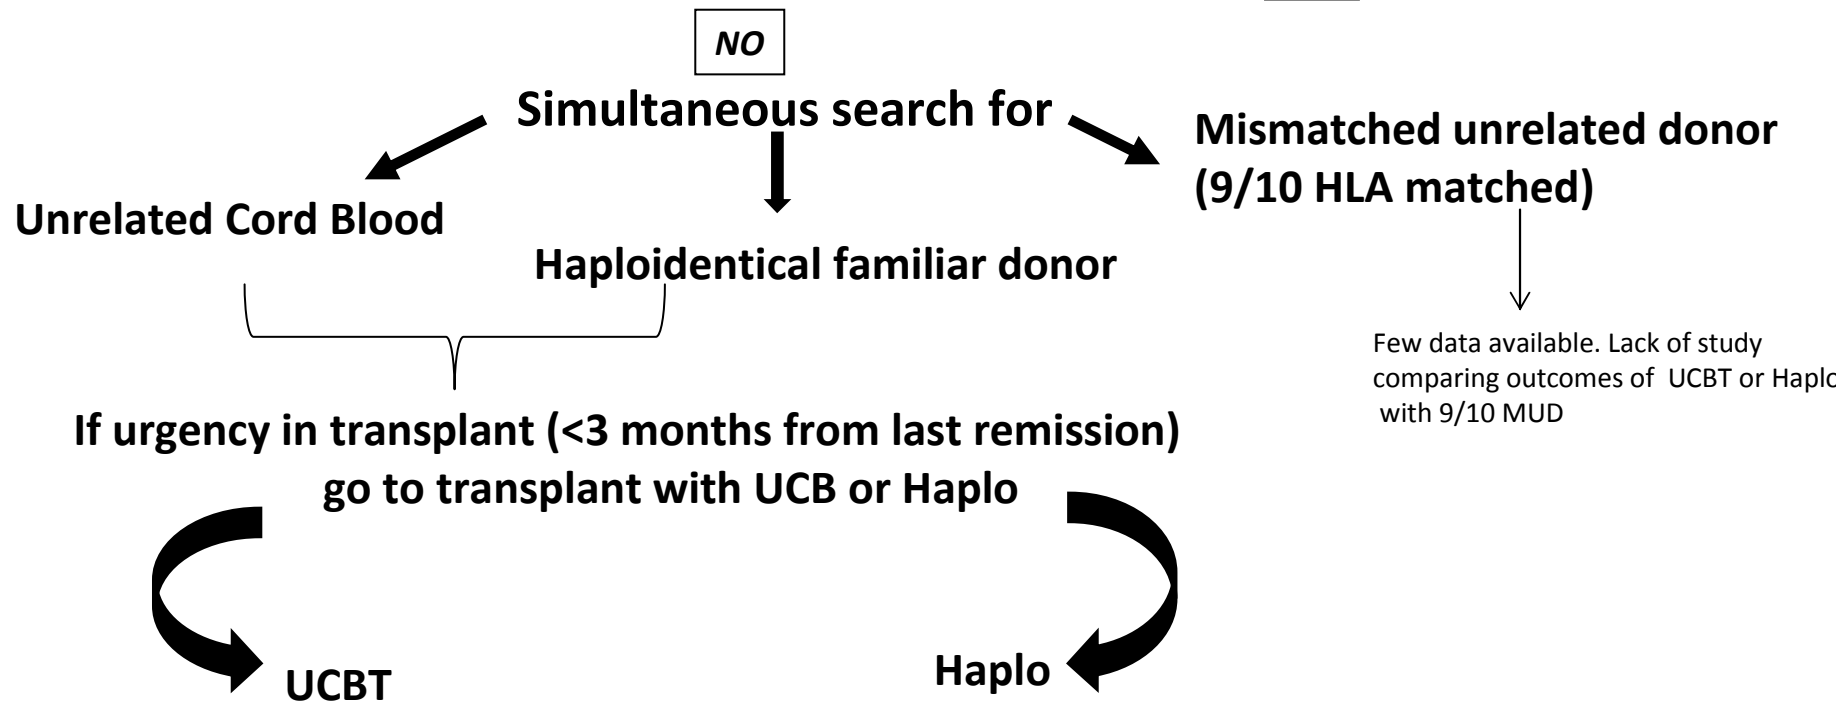 NO
Simultaneous search for
Mismatched unrelated donor
(9/10 HLA matched)
Unrelated Cord Blood
Haploidentical familiar donor
Few data available. Lack of study
comparing outcomes of UCBT or Haplo
with 9/10 MUD
If urgency in transplant (<3 months from last remission)
go to transplant with UCB or Haplo
UCBT
Haplo